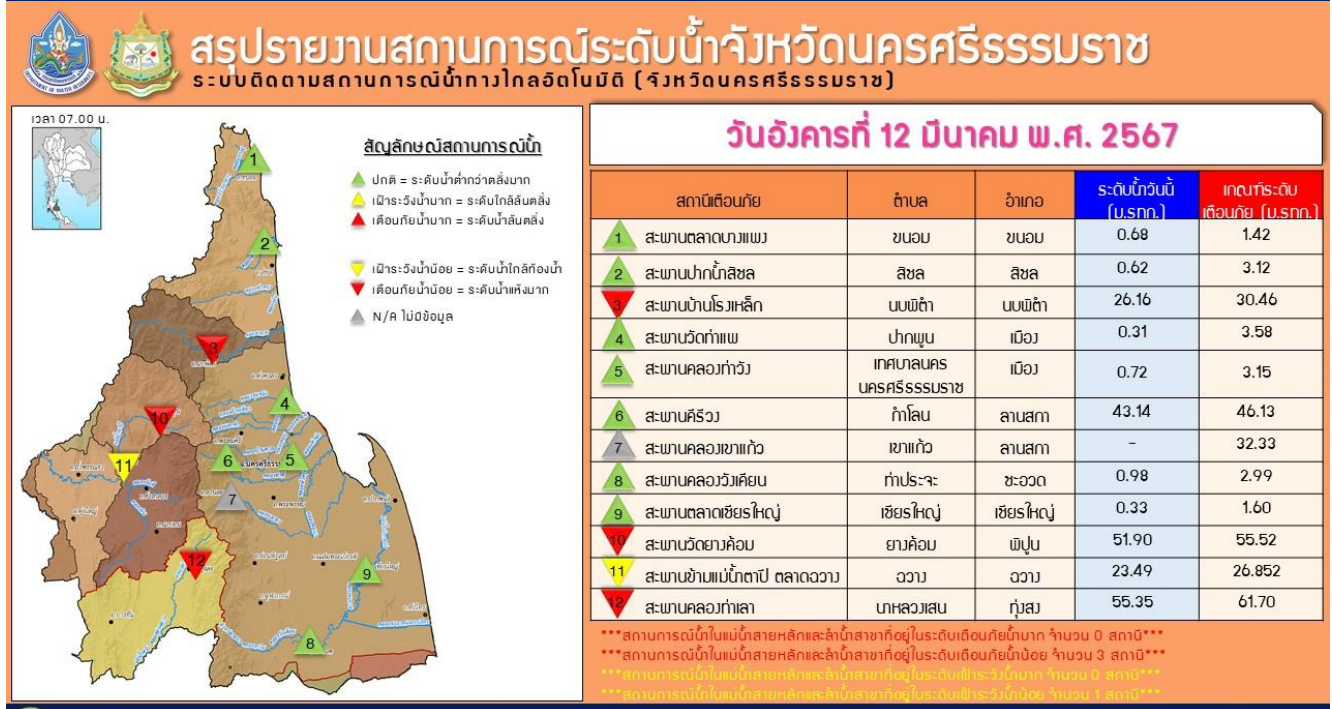 สรุปรายงานสถานการณ์ระดับน้ำจังหวัดนครศรีธรรมราช
ระบบติดตามสถานการณ์น้ำทางไกลอัตโนมัติ (จังหวัดนครศรีธรรมราช)
เวลา 07.00 น.
สัญลักษณ์สถานการณ์น้ำ
ปกติ = ระดับน้ำต่ำกว่าตลิ่งมาก
เฝ้าระวังน้ำมาก = ระดับใกล้ล้นตลิ่ง
เตือนภัยน้ำมาก = ระดับน้ำล้นตลิ่ง
เฝ้าระวังน้ำน้อย = ระดับน้ำใกล้ท้องน้ำ
เตือนภัยน้ำน้อย = ระดับน้ำแห้งมาก
N/A ไม่มีข้อมูล
1
2
3
4
10
6
5
11
7
12
9
8
วันอังคารที่ 12 มีนาคม พ.ศ. 2567
สถานีเตือนภัย ตำบล อำเภอ ระดับน้ำวันนี้ (ม.รทก.) เกณฑ์ระดับเตือนภัย (ม.รทก.)
1 สะพานตลาดบางแพง ขนอม ขนอม 0.68 1.42
2 สะพานปากน้ำสิชล สิชล สิชล 0.62 3.12
3 สะพานบ้านโรงเหล็ก นบพิตำ นบพิตำ 26.16 30.46
4 สะพานวัดท่าแพ ปากพูน เมือง 0.31 3.58
5 สะพานคลองท่าวัง เทศบาลนครนครศรีธรรมราช เมือง 0.72 3.15
6 สะพานคีรีวง กำโลน ลานสกา 43.14 46.13
7 สะพานคลองเขาแก้ว เขาแก้ว ลานสกา - 32.33
8 สะพานคลองวังเคียน ท่าประจะ ชะอวด 0.98 2.99
9 สะพานตลาดเชียรใหญ่ เชียรใหญ่ เชียรใหญ่ 0.33 1.60
10 สะพานวัดยางค้อม ยางค้อม พิปูน 51.90 55.52
11 สะพานข้ามแม่น้ำตาปี ตลาดฉวาง ฉวาง ฉวาง 23.49 26.852
12 สะพานคลองท่าเลา นาหลวงเสน ทุ่งสง 55.35 61.70
***สถานการณ์น้ำในแม่น้ำสายหลักและลำน้ำสาขาที่อยู่ในระดับเตือนภัยน้ำมาก จำนวน 0 สถานี***
***สถานการณ์น้ำในแม่น้ำสายหลักและลำน้ำสาขาที่อยู่ในระดับเตือนภัยน้ำน้อย จำนวน 3 สถานี***
***สถานการณ์น้ำในแม่น้ำสายหลักและลำน้ำสาขาที่อยู่ในระดับเฝ้าระวังน้ำมาก จำนวน 0 สถานี***
***สถานการณ์น้ำในแม่น้ำสายหลักและลำน้ำสาขาที่อยู่ในระดับเฝ้าระวังน้ำน้อย จำนวน 1 สถานี***